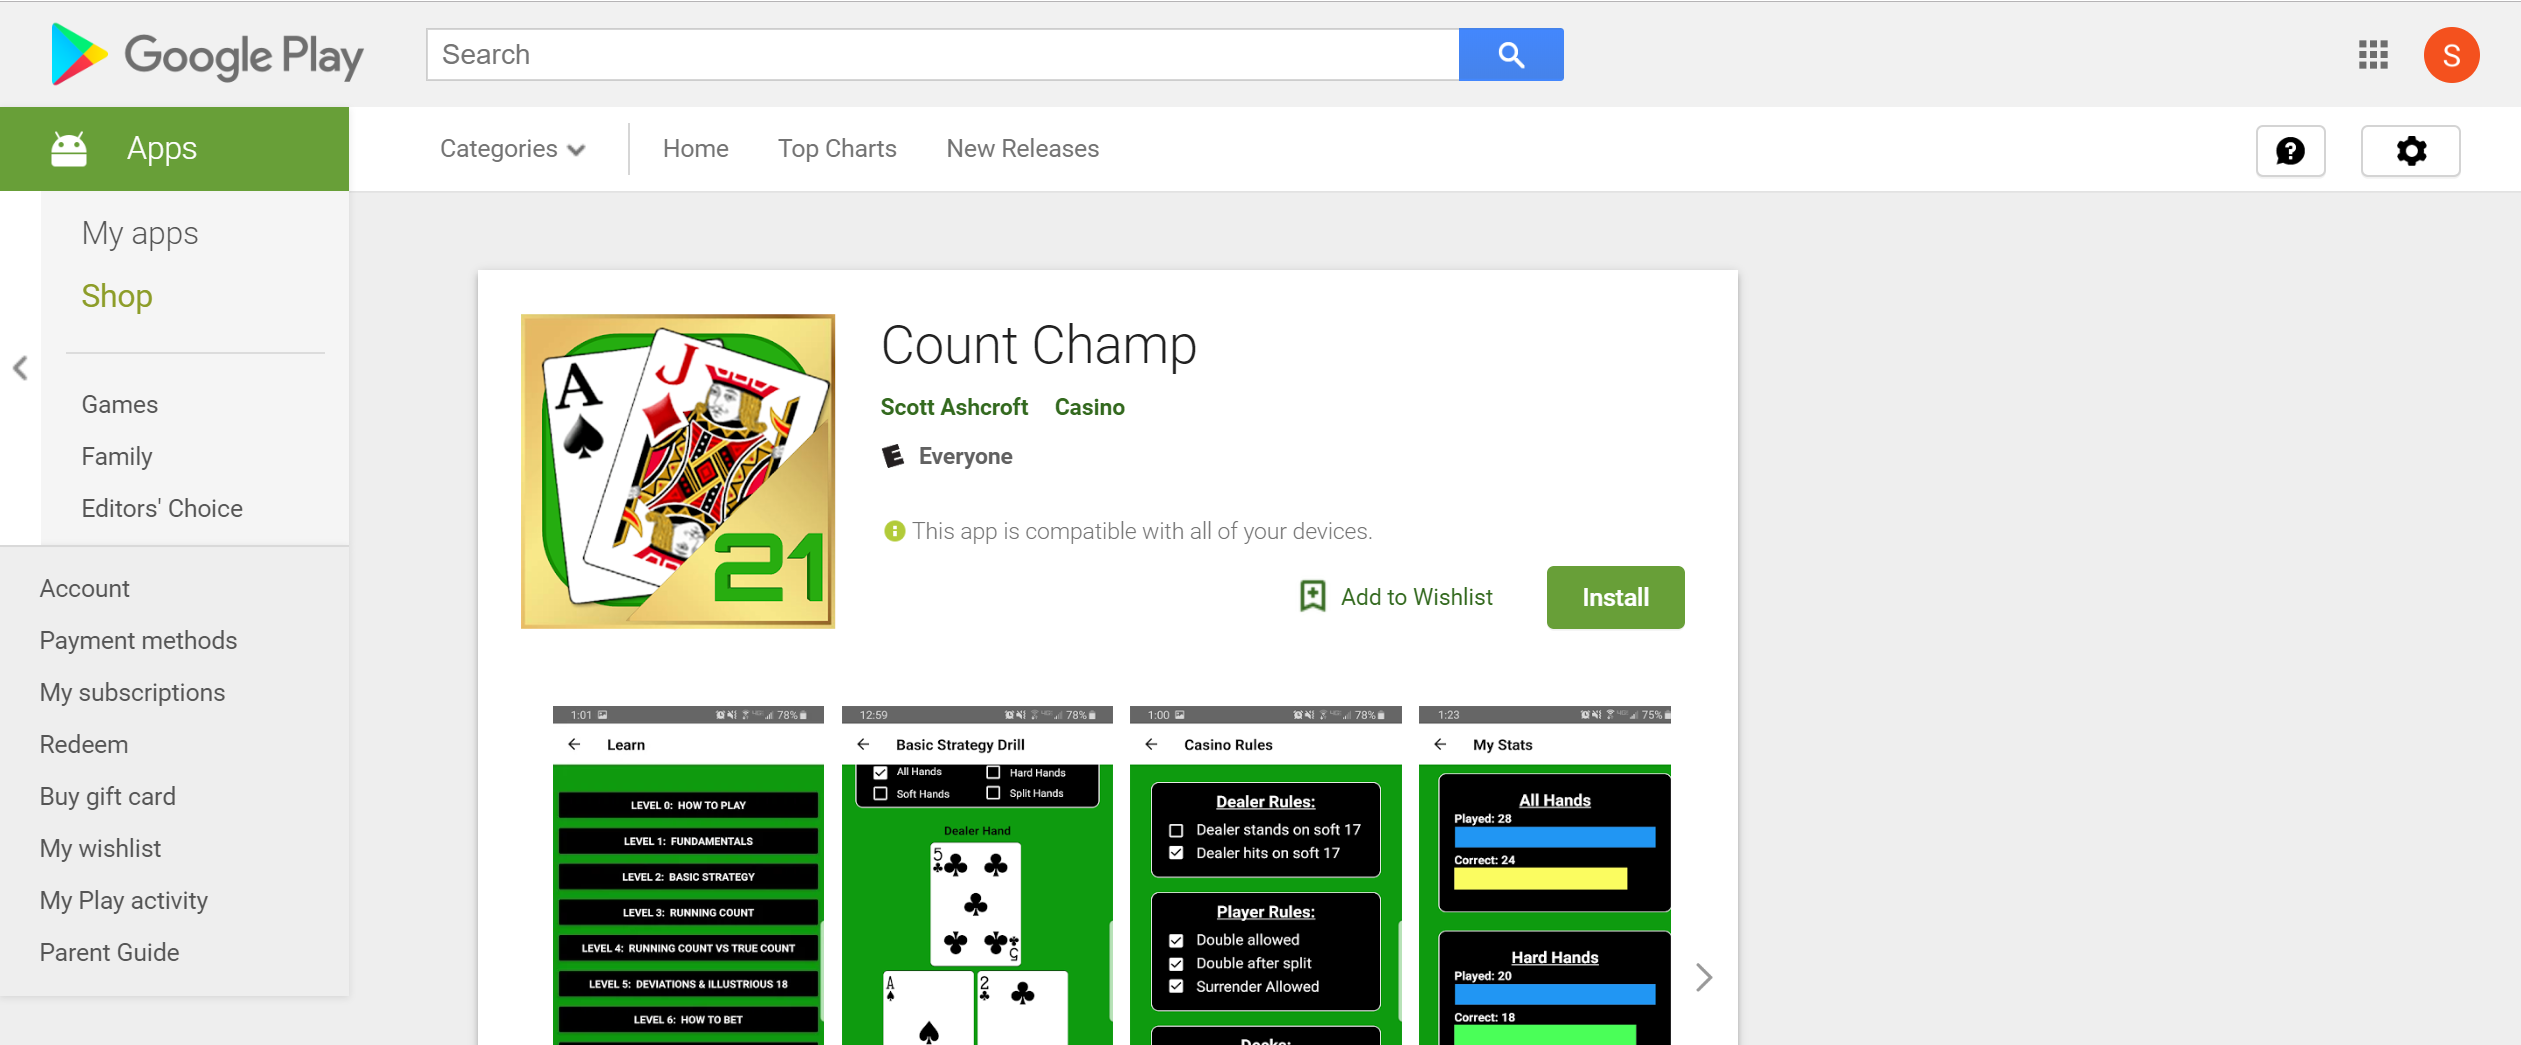 Google Play
Search
S
Apps
Categories
Home
Top Charts
New Releases
My apps
Shop
Games
Family
Editors' Choice
Account
Payment methods
My subscriptions
Redeem
Buy gift card
My wishlist
My Play activity
Parent Guide
A
J
21
Count Champ
Scott Ashcroft Casino
E Everyone
This app is compatible with all of your devices.
Add to Wishlist
Install
1:01
78%
Learn
LEVEL 0: HOW TO PLAY
LEVEL 1: FUNDAMENTALS
LEVEL 2: BASIC STRATEGY
LEVEL 3: RUNNING COUNT
LEVEL 4: RUNNING COUNT VS TRUE COUNT
LEVEL 5: DEVIATIONS & ILLUSTRIOUS 18
LEVEL 6: HOW TO BET
12:59
78%
Basic Strategy Drill
All Hands
Hard Hands
Soft Hands
Split Hands
Dealer Hand
5
5
A
2
1:00
78%
Casino Rules
Dealer Rules:
Dealer stands on soft 17
Dealer hits on soft 17
Player Rules:
Double allowed
Double after split
Surrender Allowed
Decks:
1:23
75%
My Stats
All Hands
Played: 28
Correct: 24
Hard Hands
Played: 20
Correct: 18